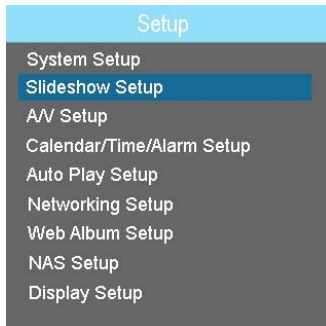 Setup
System Setup
Slideshow Setup
A/V Setup
Calendar/Time/Alarm Setup
Auto Play Setup
Networking Setup
Web Album Setup
NAS Setup
Display Setup